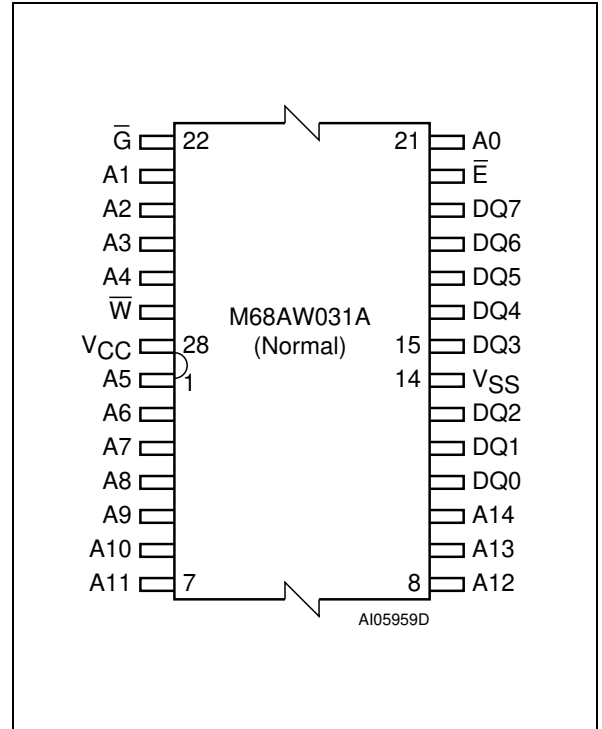 G̅ 22 21 A0
A1 E̅
A2 DQ7
A3 DQ6
A4 DQ5
W̅ DQ4
M68AW031A
(Normal)
VCC 28 15 DQ3
A5 1 14 VSS
A6 DQ2
A7 DQ1
A8 DQ0
A9 A14
A10 A13
A11 7 8 A12
AI05959D